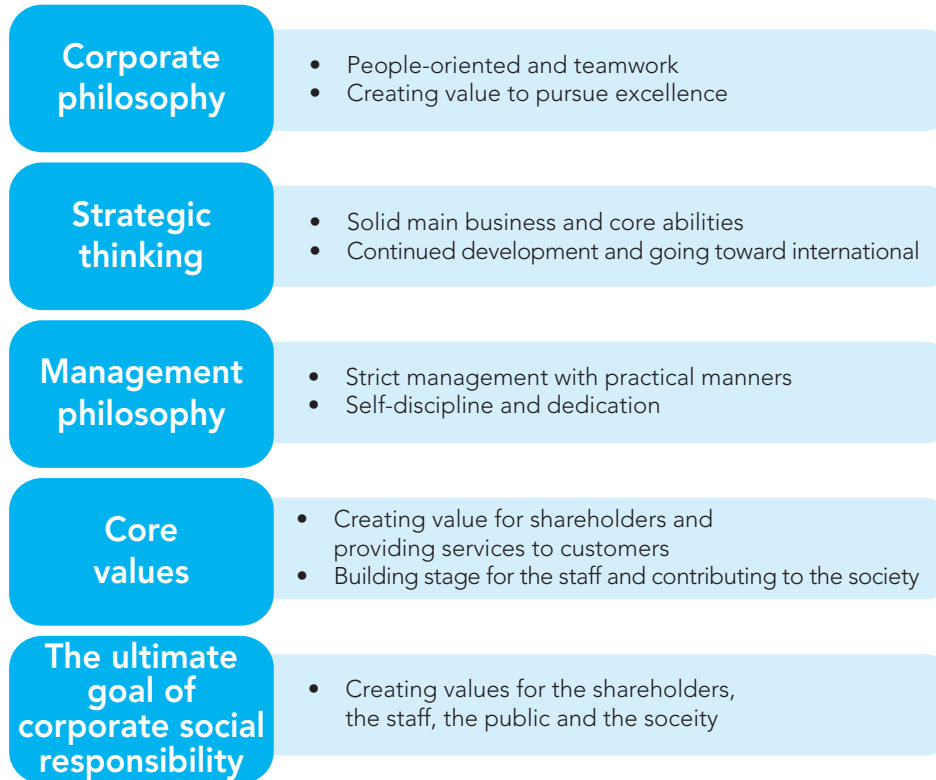 Corporate
philosophy
• People-oriented and teamwork
• Creating value to pursue excellence
Strategic
thinking
• Solid main business and core abilities
• Continued development and going toward international
Management
philosophy
• Strict management with practical manners
• Self-discipline and dedication
Core
values
• Creating value for shareholders and
providing services to customers
• Building stage for the staff and contributing to the society
The ultimate
goal of
corporate social
responsibility
• Creating values for the shareholders,
the staff, the public and the soceity